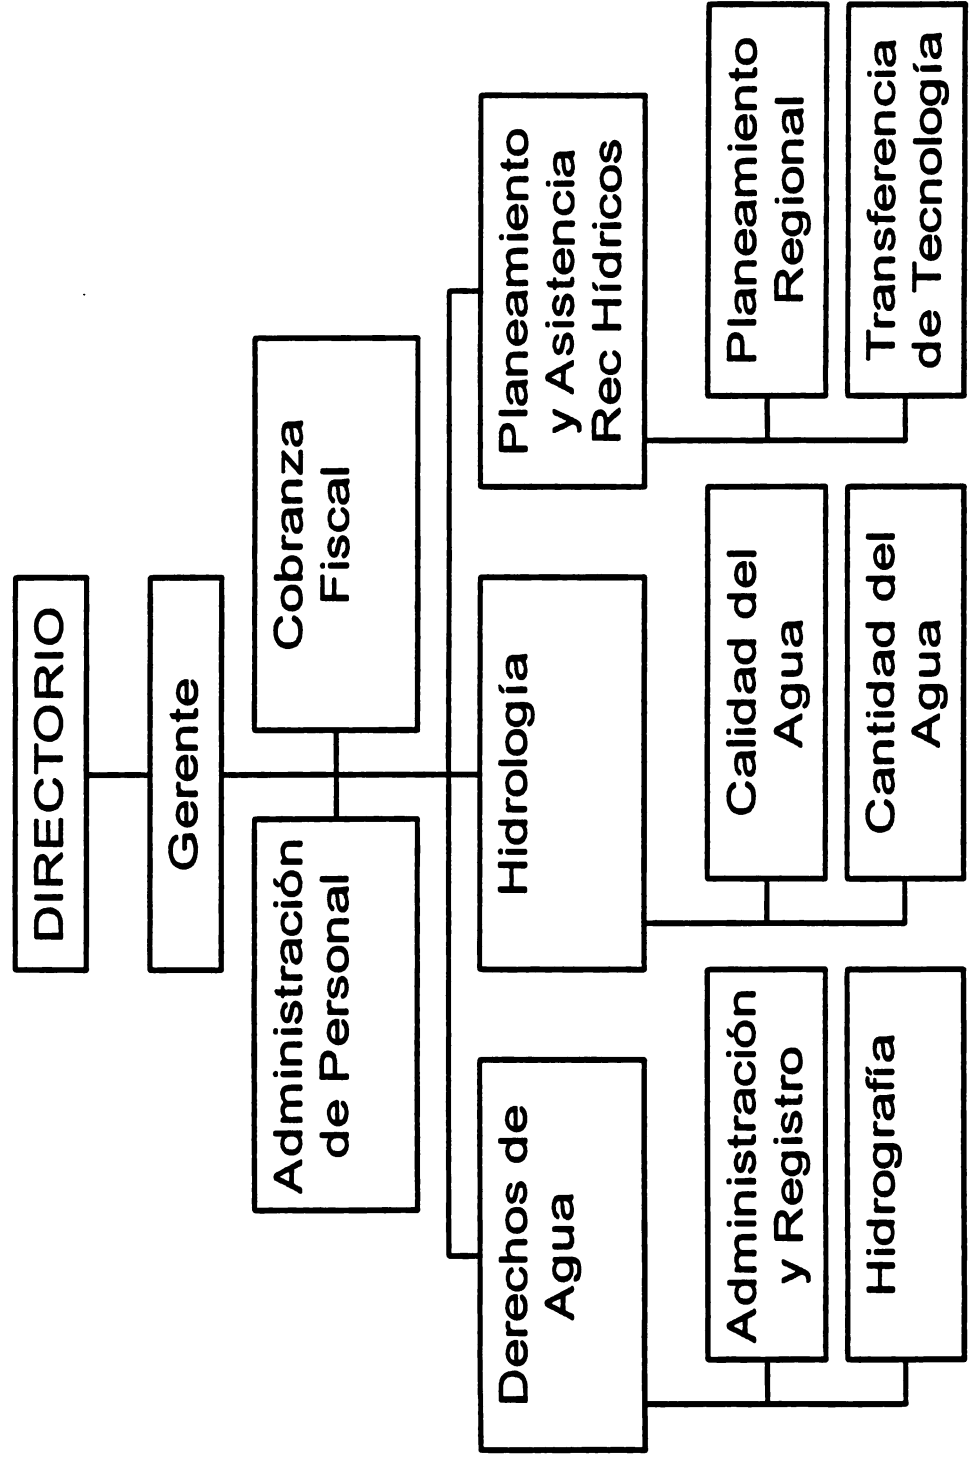 DIRECTORIO
Gerente
Administración
de Personal
Cobranza
Fiscal
Derechos de
Agua
Hidrología
Planeamiento
y Asistencia
Rec Hídricos
Administración
y Registro
Calidad del
Agua
Planeamiento
Regional
Hidrografía
Cantidad del
Agua
Transferencia
de Tecnología